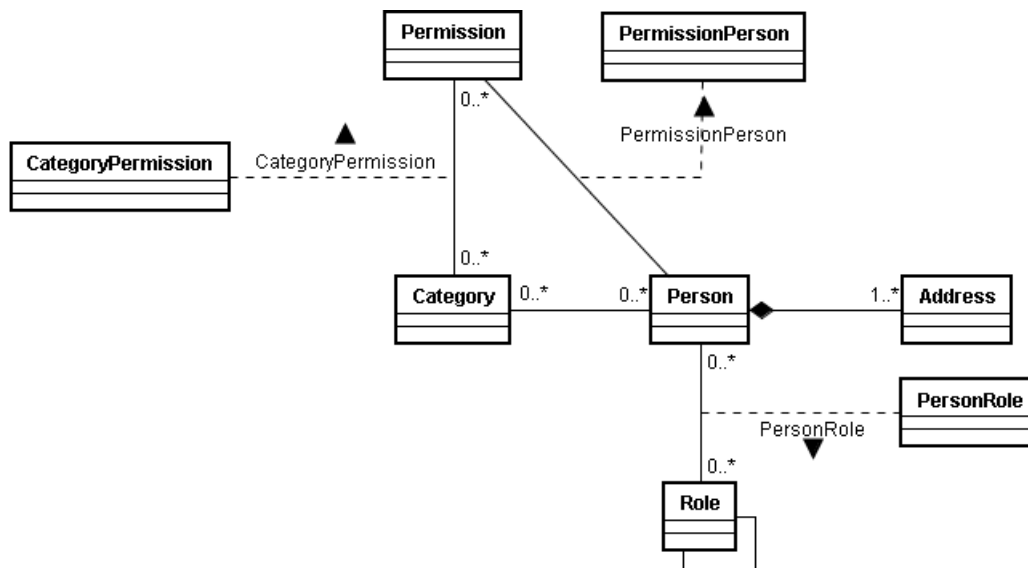 Permission
PermissionPerson
0..*
PermissionPerson
CategoryPermission
CategoryPermission
0..*
Category
0..*
0..*
Person
1..*
Address
0..*
PersonRole
PersonRole
0..*
Role